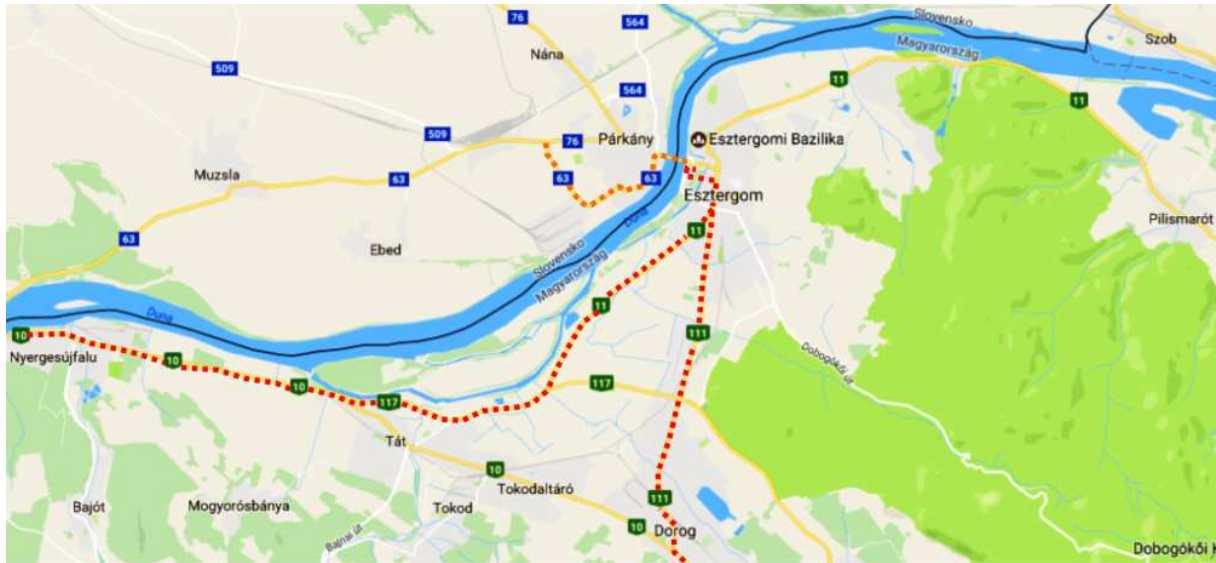 76
564
Slovensko
Magyarország
Szob
Nána
509
11
564
11
509
76
Párkány
Esztergomi Bazilika
Muzsla
63
63
63
Esztergom
Pilismarót
63
Ebed
Duna
11
Slovensko
Magyarország
11
Duna
10
Nyergesújfalu
111
10
Dobogókői út
10
117
117
Tát
10
Tokodaltáró
111
Bajót
Mogyorósbánya
Tokod
10
Dorog
Bajnai út
Dobogókői K